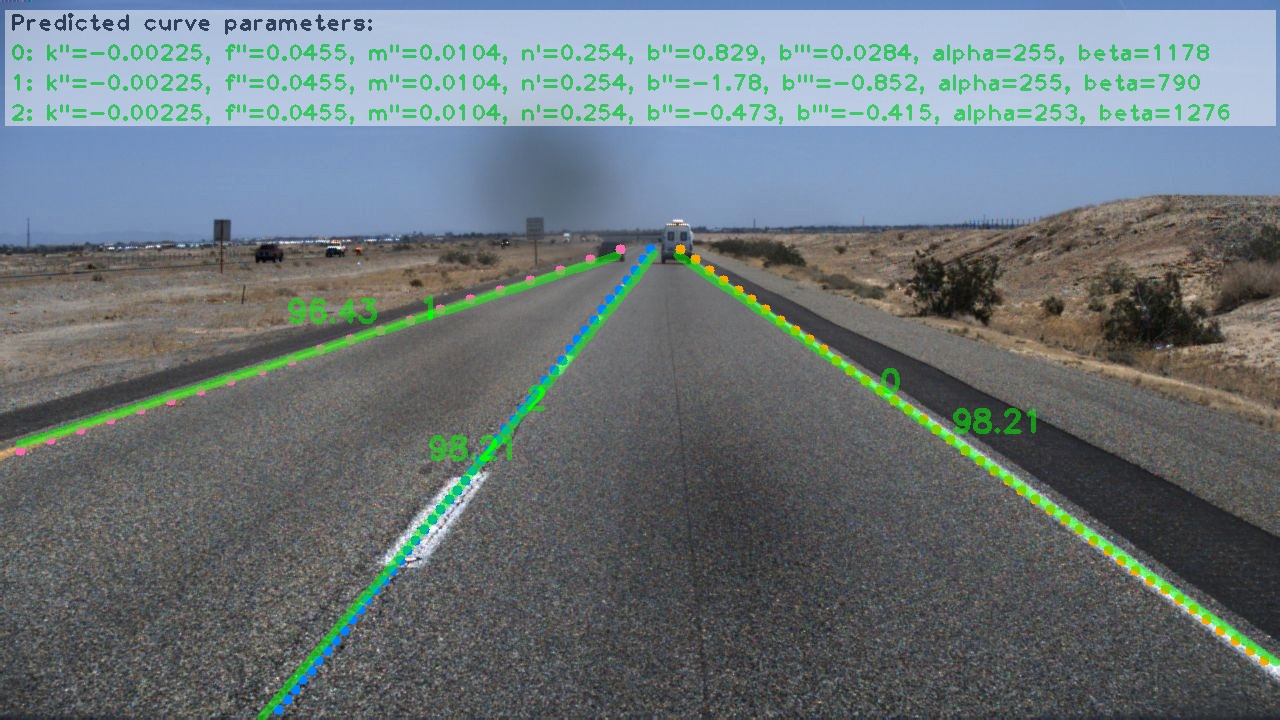 Predicted curve parameters:
0: k''=-0.00225, f''=0.0455, m''=0.0104, n'=0.254, b''=0.829, b'''=0.0284, alpha=255, beta=1178
1: k''=-0.00225, f''=0.0455, m''=0.0104, n'=0.254, b''=-1.78, b'''=-0.852, alpha=255, beta=790
2: k''=-0.00225, f''=0.0455, m''=0.0104, n'=0.254, b''=-0.473, b'''=-0.415, alpha=253, beta=1276
96.43 1
0
2
98.21
98.21